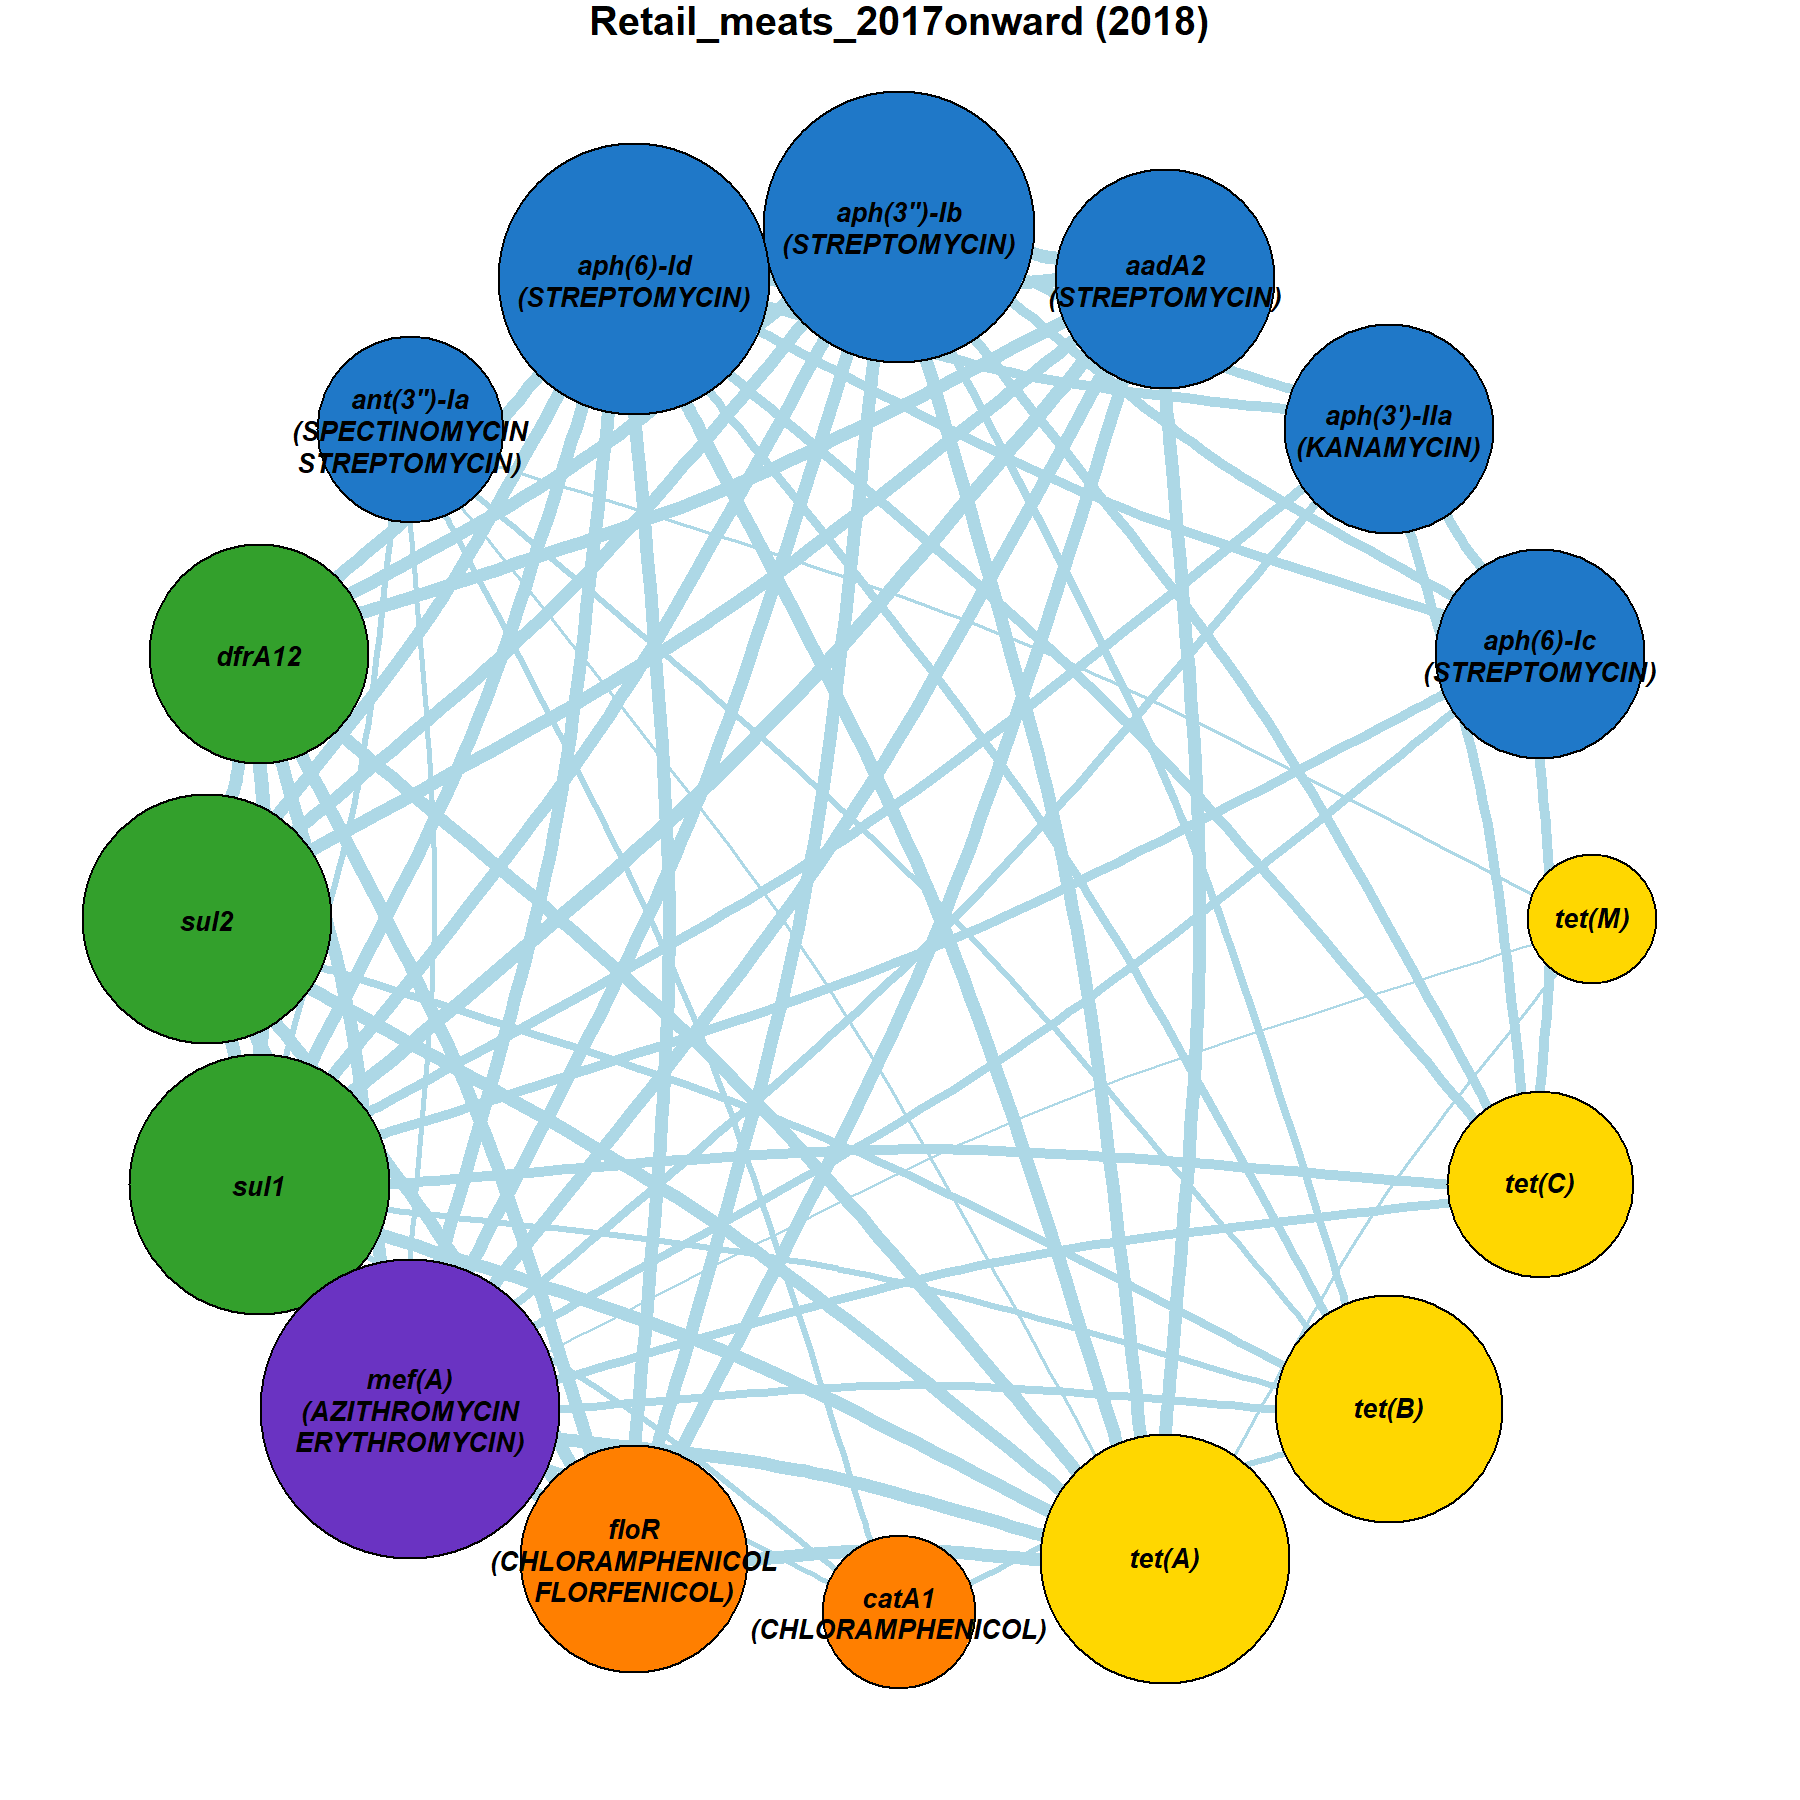 Retail_meats_2017onward (2018)
aph(3")-Ib
(STREPTOMYCIN)
aph(6)-Id
(STREPTOMYCIN)
aadA2
(STREPTOMYCIN)
ant(3")-Ia
(SPECTINOMYCIN
STREPTOMYCIN)
aph(3')-IIa
(KANAMYCIN)
dfrA12
aph(6)-Ic
(STREPTOMYCIN)
sul2
tet(M)
sul1
tet(C)
mef(A)
(AZITHROMYCIN
ERYTHROMYCIN)
tet(B)
floR
(CHLORAMPHENICOL
FLORFENICOL)
catA1
(CHLORAMPHENICOL)
tet(A)